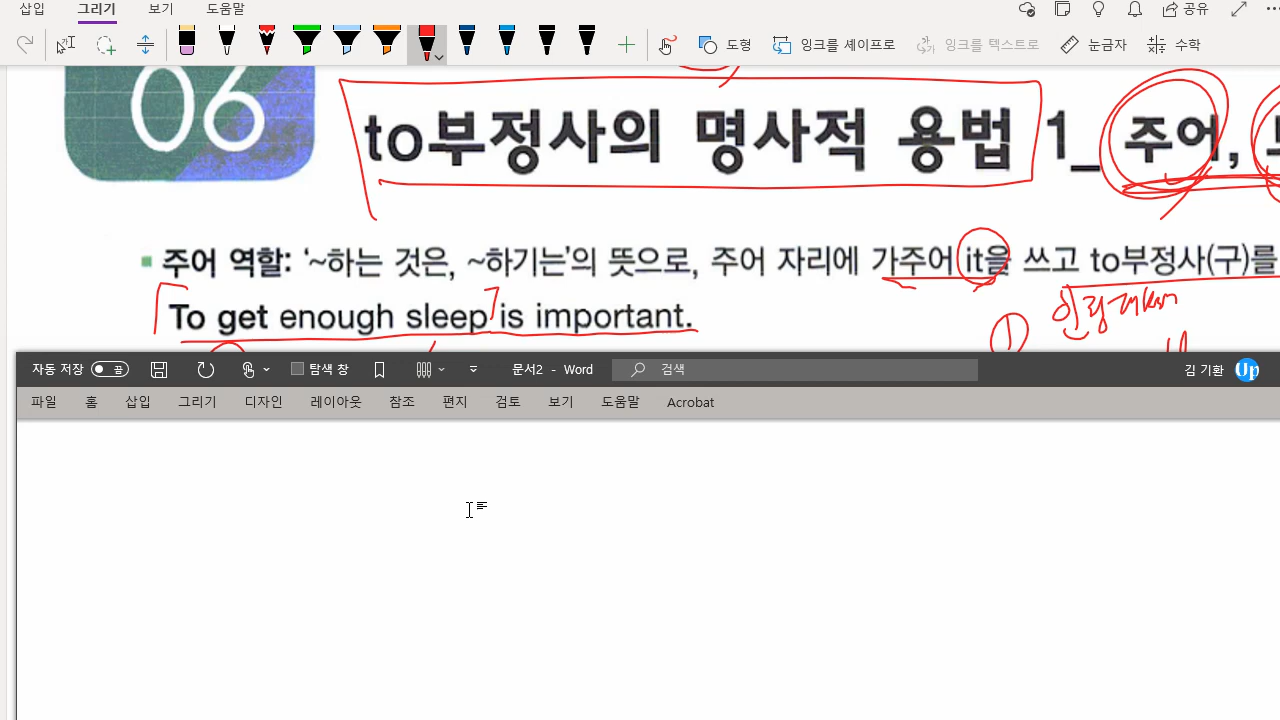 삽입 그리기 보기 도움말 공유
도형 잉크를 셰이프로 잉크를 텍스트로 눈금자 수학
06
to부정사의 명사적 용법 1_ 주어,
▪ 주어 역할: ‘~하는 것은, ~하기는’의 뜻으로, 주어 자리에 가주어 it을 쓰고 to부정사(구)를
To get enough sleep is important.
①
자동 저장 끔 탐색 창 문서2 - Word 검색 김 기환 Up
파일 홈 삽입 그리기 디자인 레이아웃 참조 편지 검토 보기 도움말 Acrobat